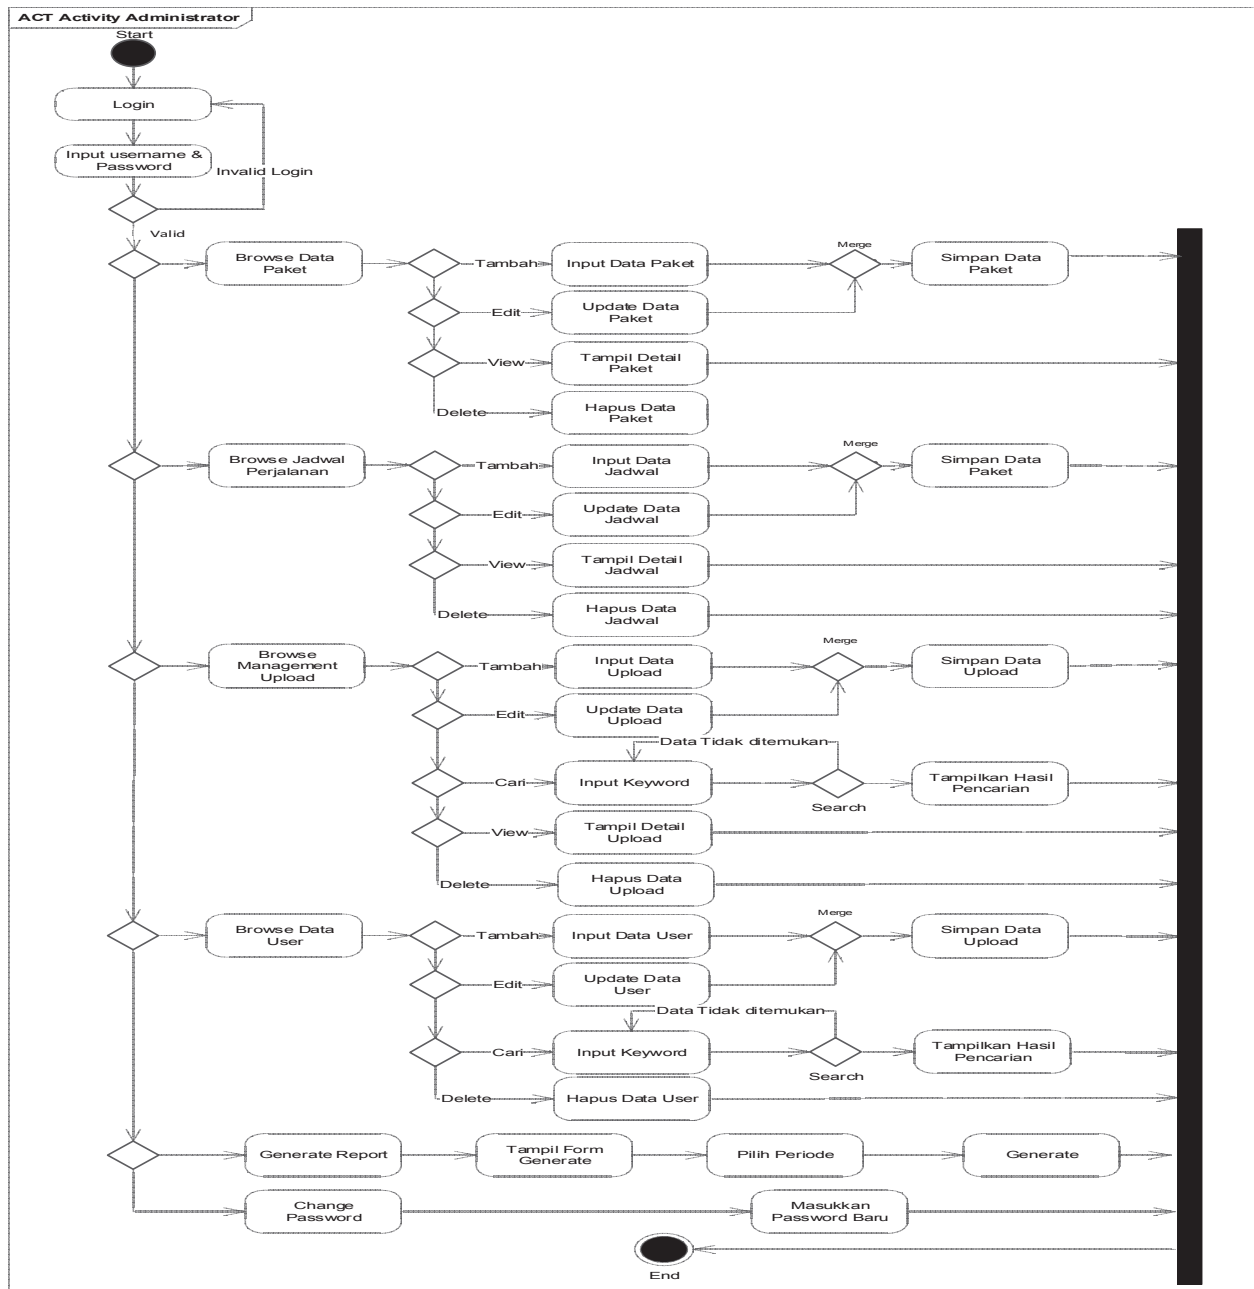 ACT Activity Administrator
Start
Login
Input username &
Password
Invalid Login
Valid
Browse Data
Paket
Tambah
Input Data Paket
Merge
Simpan Data
Paket
Edit
Update Data
Paket
View
Tampil Detail
Paket
Delete
Hapus Data
Paket
Browse Jadwal
Perjalanan
Tambah
Input Data
Jadwal
Merge
Simpan Data
Paket
Edit
Update Data
Jadwal
View
Tampil Detail
Jadwal
Delete
Hapus Data
Jadwal
Browse
Management
Upload
Tambah
Input Data
Upload
Merge
Simpan Data
Upload
Edit
Update Data
Upload
Data Tidak ditemukan
Cari
Input Keyword
Search
Tampilkan Hasil
Pencarian
View
Tampil Detail
Upload
Delete
Hapus Data
Upload
Browse Data
User
Tambah
Input Data User
Merge
Simpan Data
Upload
Edit
Update Data
User
Data Tidak ditemukan
Cari
Input Keyword
Search
Tampilkan Hasil
Pencarian
Delete
Hapus Data User
Generate Report
Tampil Form
Generate
Pilih Periode
Generate
Change
Password
Masukkan
Password Baru
End